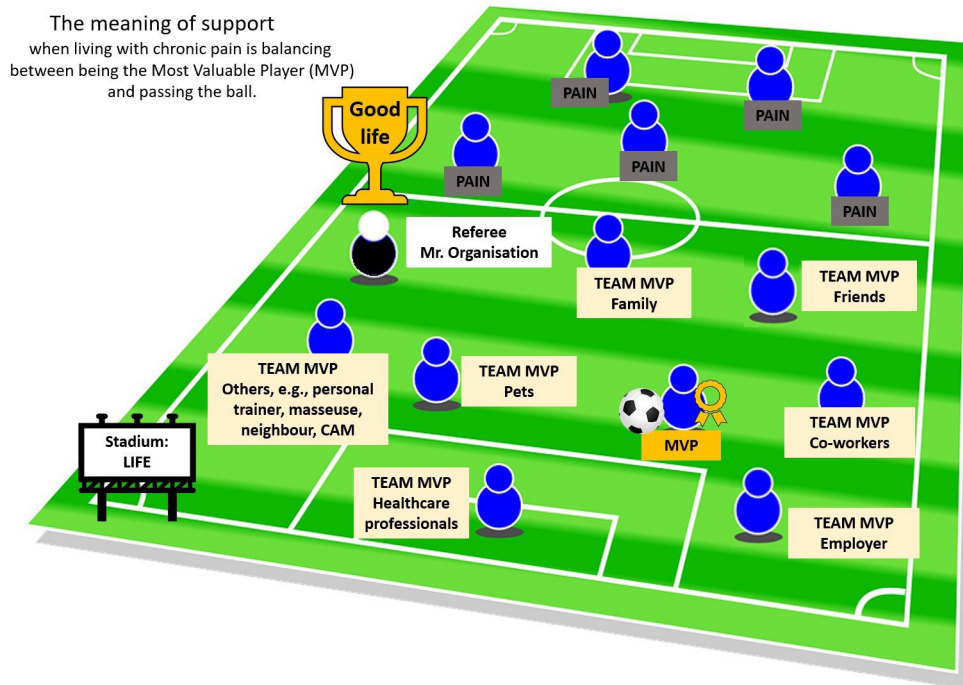 The meaning of support
when living with chronic pain is balancing
between being the Most Valuable Player (MVP)
and passing the ball.
Good
life
PAIN
PAIN
PAIN
PAIN
PAIN
Referee
Mr. Organisation
TEAM MVP
Family
TEAM MVP
Friends
TEAM MVP
Others, e.g., personal
trainer, masseuse,
neighbour, CAM
TEAM MVP
Pets
MVP
TEAM MVP
Co-workers
Stadium:
LIFE
TEAM MVP
Healthcare
professionals
TEAM MVP
Employer